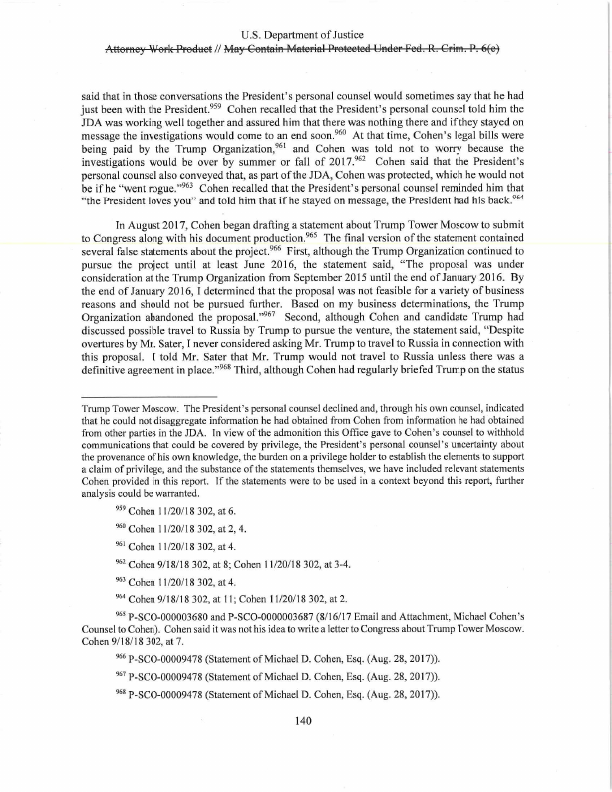 U.S. Department of Justice
Attorney Work Product // May Contain Material Protected Under Fed. R. Crim. P. 6(e)
said that in those conversations the President's personal counsel would sometimes say that he had
just been with the President.959 Cohen recalled that the President's personal counsel told him the
JDA was working well together and assured him that there was nothing there and if they stayed on
message the investigations would come to an end soon.960 At that time, Cohen's legal bills were
being paid by the Trump Organization,961 and Cohen was told not to worry because the
investigations would be over by summer or fall of 2017.962 Cohen said that the President's
personal counsel also conveyed that, as part of the JDA, Cohen was protected, which he would not
be if he "went rogue."963 Cohen recalled that the President's personal counsel reminded him that
"the President loves you" and told him that if he stayed on message, the President had his back.964
In August 2017, Cohen began drafting a statement about Trump Tower Moscow to submit
to Congress along with his document production.965 The final version of the statement contained
several false statements about the project.966 First, although the Trump Organization continued to
pursue the project until at least June 2016, the statement said, "The proposal was under
consideration at the Trump Organization from September 2015 until the end of January 2016. By
the end of January 2016, I determined that the proposal was not feasible for a variety of business
reasons and should not be pursued further. Based on my business determinations, the Trump
Organization abandoned the proposal."967 Second, although Cohen and candidate Trump had
discussed possible travel to Russia by Trump to pursue the venture, the statement said, "Despite
overtures by Mr. Sater, I never considered asking Mr. Trump to travel to Russia in connection with
this proposal. I told Mr. Sater that Mr. Trump would not travel to Russia unless there was a
definitive agreement in place."968 Third, although Cohen had regularly briefed Trump on the status
Trump Tower Moscow. The President's personal counsel declined and, through his own counsel, indicated
that he could not disaggregate information he had obtained from Cohen from information he had obtained
from other parties in the JDA. In view of the admonition this Office gave to Cohen's counsel to withhold
communications that could be covered by privilege, the President's personal counsel's uncertainty about
the provenance of his own knowledge, the burden on a privilege holder to establish the elements to support
a claim of privilege, and the substance of the statements themselves, we have included relevant statements
Cohen provided in this report. If the statements were to be used in a context beyond this report, further
analysis could be warranted.
959 Cohen 11/20/18 302, at 6.
960 Cohen 11/20/18 302, at 2, 4.
961 Cohen 11/20/18 302, at 4.
962 Cohen 9/18/18 302, at 8; Cohen 11/20/18 302, at 3-4.
963 Cohen 11/20/18 302, at 4.
964 Cohen 9/18/18 302, at 11; Cohen 11/20/18 302, at 2.
965 P-SCO-000003680 and P-SCO-0000003687 (8/16/17 Email and Attachment, Michael Cohen's
Counsel to Cohen). Cohen said it was not his idea to write a letter to Congress about Trump Tower Moscow.
Cohen 9/18/18 302, at 7.
966 P-SCO-00009478 (Statement of Michael D. Cohen, Esq. (Aug. 28, 2017)).
967 P-SCO-00009478 (Statement of Michael D. Cohen, Esq. (Aug. 28, 2017)).
968 P-SCO-00009478 (Statement of Michael D. Cohen, Esq. (Aug. 28, 2017)).
140